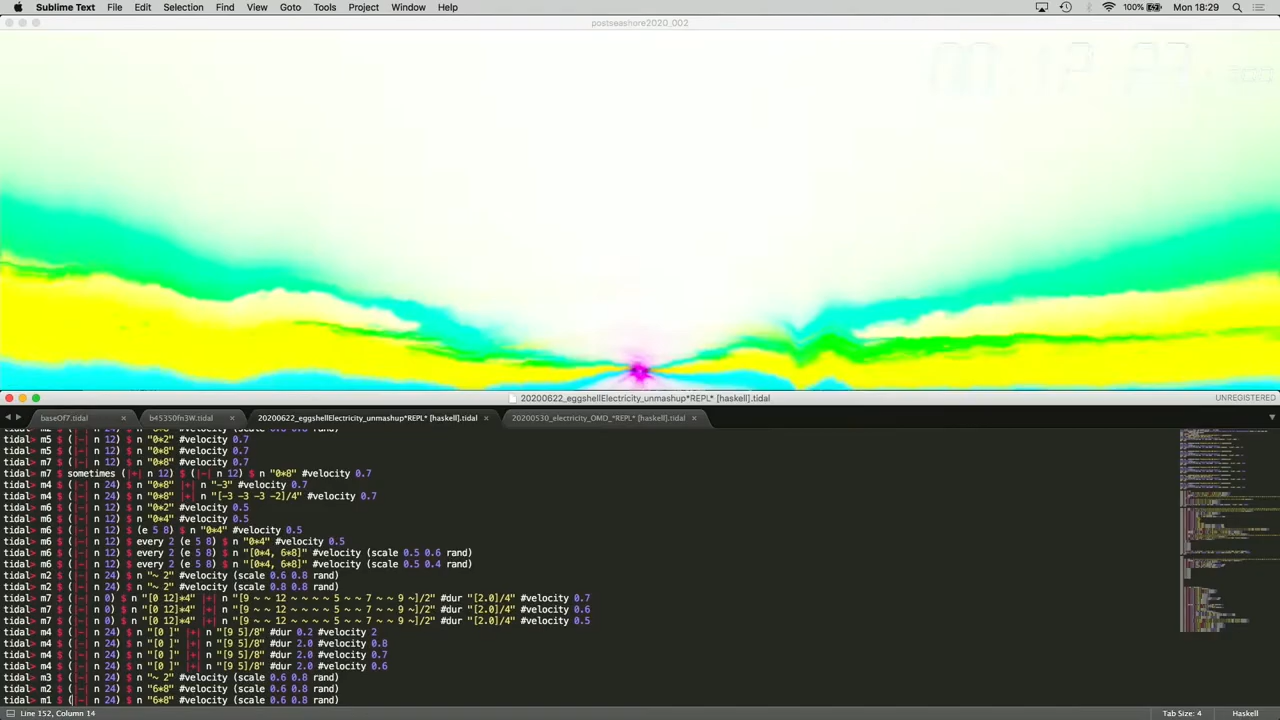 Sublime Text File Edit Selection Find View Goto Tools Project Window Help 100% Mon 18:29
postseashore2020_002
20200622_eggshellElectricity_unmashup*REPL* [haskell].tidal UNREGISTERED
baseOf7.tidal × b45350fn3W.tidal × 20200622_eggshellElectricity_unmashup*REPL* [haskell].tidal × 20200530_electricity_OMD_*REPL* [haskell].tidal ×
tidal> m5 $ (|-| n 12) $ n "0*2" #velocity 0.7
tidal> m5 $ (|-| n 12) $ n "0*8" #velocity 0.7
tidal> m7 $ (|-| n 12) $ n "0*8" #velocity 0.7
tidal> m7 $ sometimes (|+| n 12) $ (|-| n 12) $ n "0*8" #velocity 0.7
tidal> m4 $ (|-| n 24) $ n "0*8" |+| n "-3" #velocity 0.7
tidal> m4 $ (|-| n 24) $ n "0*8" |+| n "[-3 -3 -3 -2]/4" #velocity 0.7
tidal> m6 $ (|-| n 12) $ n "0*2" #velocity 0.5
tidal> m6 $ (|-| n 12) $ n "0*4" #velocity 0.5
tidal> m6 $ (|-| n 12) $ (e 5 8) $ n "0*4" #velocity 0.5
tidal> m6 $ (|-| n 12) $ every 2 (e 5 8) $ n "0*4" #velocity 0.5
tidal> m6 $ (|-| n 12) $ every 2 (e 5 8) $ n "[0*4, 6*8]" #velocity (scale 0.5 0.6 rand)
tidal> m6 $ (|-| n 12) $ every 2 (e 5 8) $ n "[0*4, 6*8]" #velocity (scale 0.5 0.4 rand)
tidal> m2 $ (|-| n 24) $ n "~ 2" #velocity (scale 0.6 0.8 rand)
tidal> m2 $ (|-| n 24) $ n "~ 2" #velocity (scale 0.8 0.8 rand)
tidal> m7 $ (|-| n 0) $ n "[0 12]*4" |+| n "[9 ~ ~ 12 ~ ~ ~ ~ 5 ~ ~ 7 ~ ~ 9 ~]/2" #dur "[2.0]/4" #velocity 0.7
tidal> m7 $ (|-| n 0) $ n "[0 12]*4" |+| n "[9 ~ ~ 12 ~ ~ ~ ~ 5 ~ ~ 7 ~ ~ 9 ~]/2" #dur "[2.0]/4" #velocity 0.6
tidal> m7 $ (|-| n 0) $ n "[0 12]*4" |+| n "[9 ~ ~ 12 ~ ~ ~ ~ 5 ~ ~ 7 ~ ~ 9 ~]/2" #dur "[2.0]/4" #velocity 0.5
tidal> m4 $ (|-| n 24) $ n "[0 ]" |+| n "[9 5]/8" #dur 0.2 #velocity 2
tidal> m4 $ (|-| n 24) $ n "[0 ]" |+| n "[9 5]/8" #dur 2.0 #velocity 0.8
tidal> m4 $ (|-| n 24) $ n "[0 ]" |+| n "[9 5]/8" #dur 2.0 #velocity 0.7
tidal> m4 $ (|-| n 24) $ n "[0 ]" |+| n "[9 5]/8" #dur 2.0 #velocity 0.6
tidal> m3 $ (|-| n 24) $ n "~ 2" #velocity (scale 0.6 0.8 rand)
tidal> m2 $ (|-| n 24) $ n "6*8" #velocity (scale 0.6 0.8 rand)
tidal> m1 $ (|-| n 24) $ n "6*8" #velocity (scale 0.6 0.8 rand)
Line 152, Column 14 Tab Size: 4 Haskell